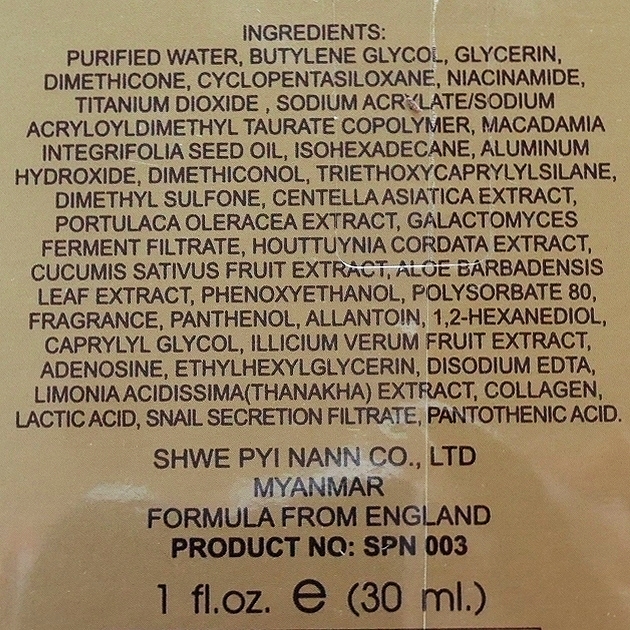 INGREDIENTS:
PURIFIED WATER, BUTYLENE GLYCOL, GLYCERIN,
DIMETHICONE, CYCLOPENTASILOXANE, NIACINAMIDE,
TITANIUM DIOXIDE , SODIUM ACRYLATE/SODIUM
ACRYLOYLDIMETHYL TAURATE COPOLYMER, MACADAMIA
INTEGRIFOLIA SEED OIL, ISOHEXADECANE, ALUMINUM
HYDROXIDE, DIMETHICONOL, TRIETHOXYCAPRYLYLSILANE,
DIMETHYL SULFONE, CENTELLA ASIATICA EXTRACT,
PORTULACA OLERACEA EXTRACT, GALACTOMYCES
FERMENT FILTRATE, HOUTTUYNIA CORDATA EXTRACT,
CUCUMIS SATIVUS FRUIT EXTRACT, ALOE BARBADENSIS
LEAF EXTRACT, PHENOXYETHANOL, POLYSORBATE 80,
FRAGRANCE, PANTHENOL, ALLANTOIN, 1,2-HEXANEDIOL,
CAPRYLYL GLYCOL, ILLICIUM VERUM FRUIT EXTRACT,
ADENOSINE, ETHYLHEXYLGLYCERIN, DISODIUM EDTA,
LIMONIA ACIDISSIMA(THANAKHA) EXTRACT, COLLAGEN,
LACTIC ACID, SNAIL SECRETION FILTRATE, PANTOTHENIC ACID.
SHWE PYI NANN CO., LTD
MYANMAR
FORMULA FROM ENGLAND
PRODUCT NO: SPN 003
1 fl.oz. e (30 ml.)